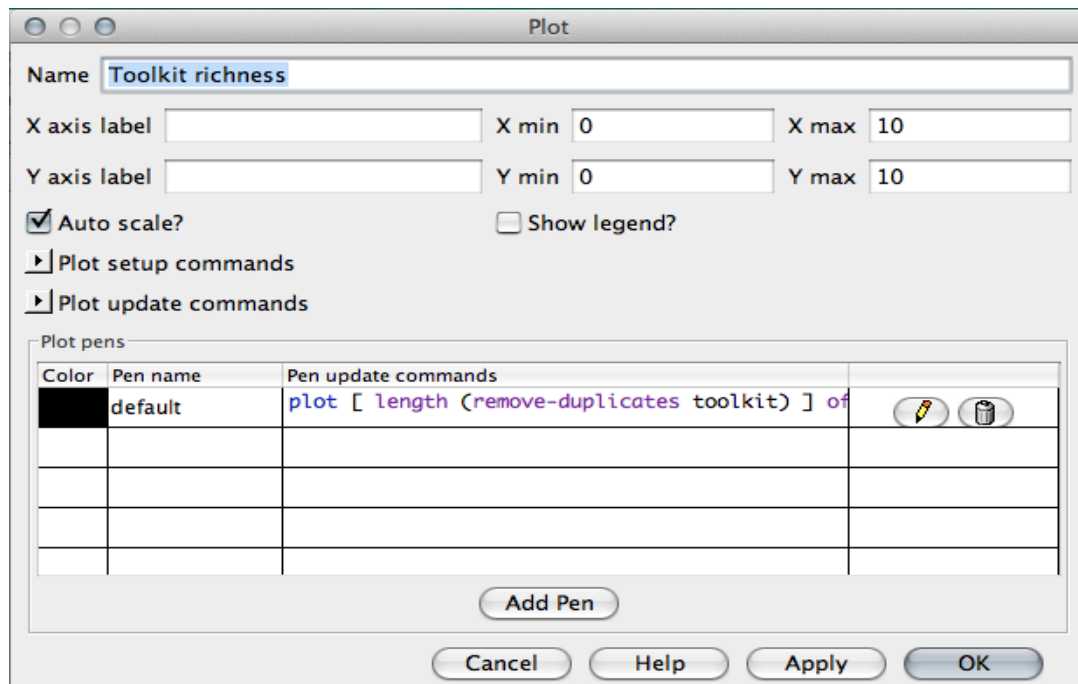 Plot
Name Toolkit richness
X axis label X min 0 X max 10
Y axis label Y min 0 Y max 10
Auto scale? Show legend?
Plot setup commands
Plot update commands
Plot pens
Color Pen name Pen update commands
default plot [ length (remove-duplicates toolkit) ] of
Add Pen
Cancel Help Apply OK